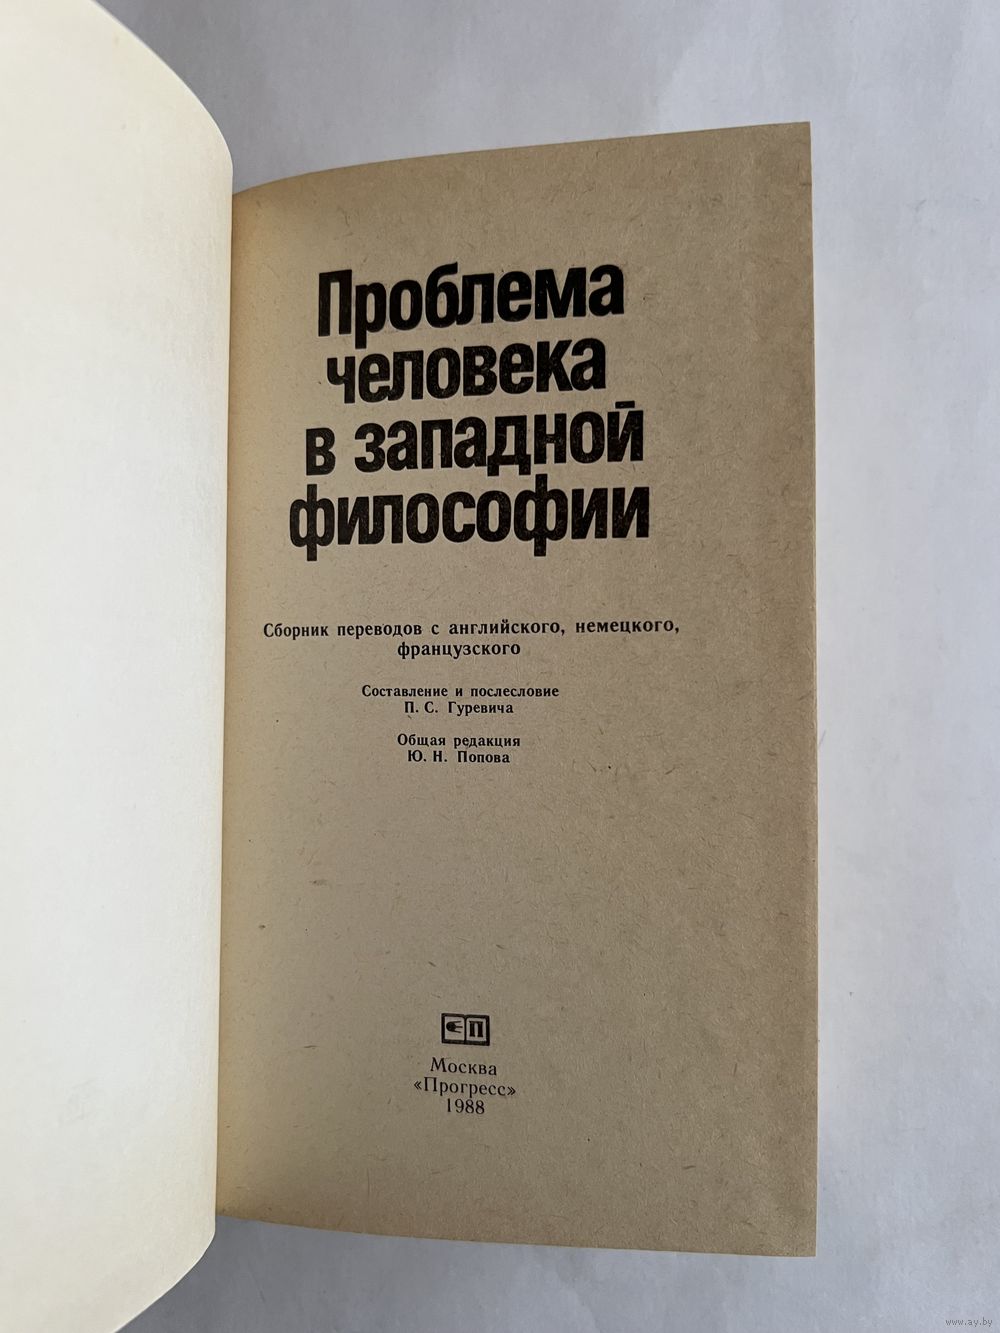 Проблема
человека
в западной
философии
Сборник переводов с английского, немецкого,
французского
Составление и послесловие
П. С. Гуревича
Общая редакция
Ю. Н. Попова
П
Москва
«Прогресс»
1988
www.ay.by